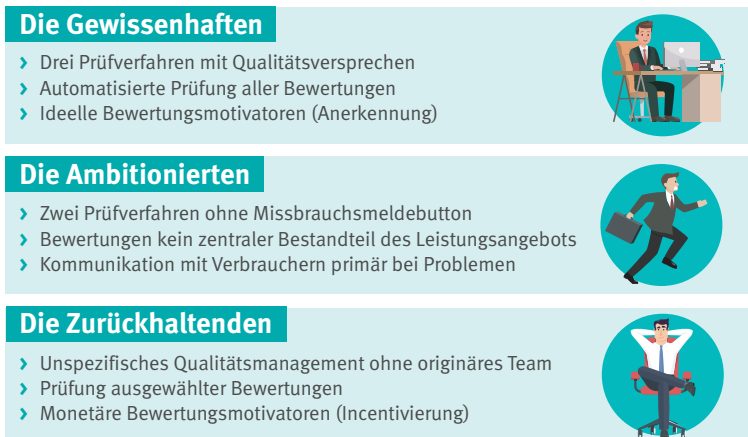 Die Gewissenhaften
› Drei Prüfverfahren mit Qualitätsversprechen
› Automatisierte Prüfung aller Bewertungen
› Ideelle Bewertungsmotivatoren (Anerkennung)
Die Ambitionierten
› Zwei Prüfverfahren ohne Missbrauchsmeldebutton
› Bewertungen kein zentraler Bestandteil des Leistungsangebots
› Kommunikation mit Verbrauchern primär bei Problemen
Die Zurückhaltenden
› Unspezifisches Qualitätsmanagement ohne originäres Team
› Prüfung ausgewählter Bewertungen
› Monetäre Bewertungsmotivatoren (Incentivierung)